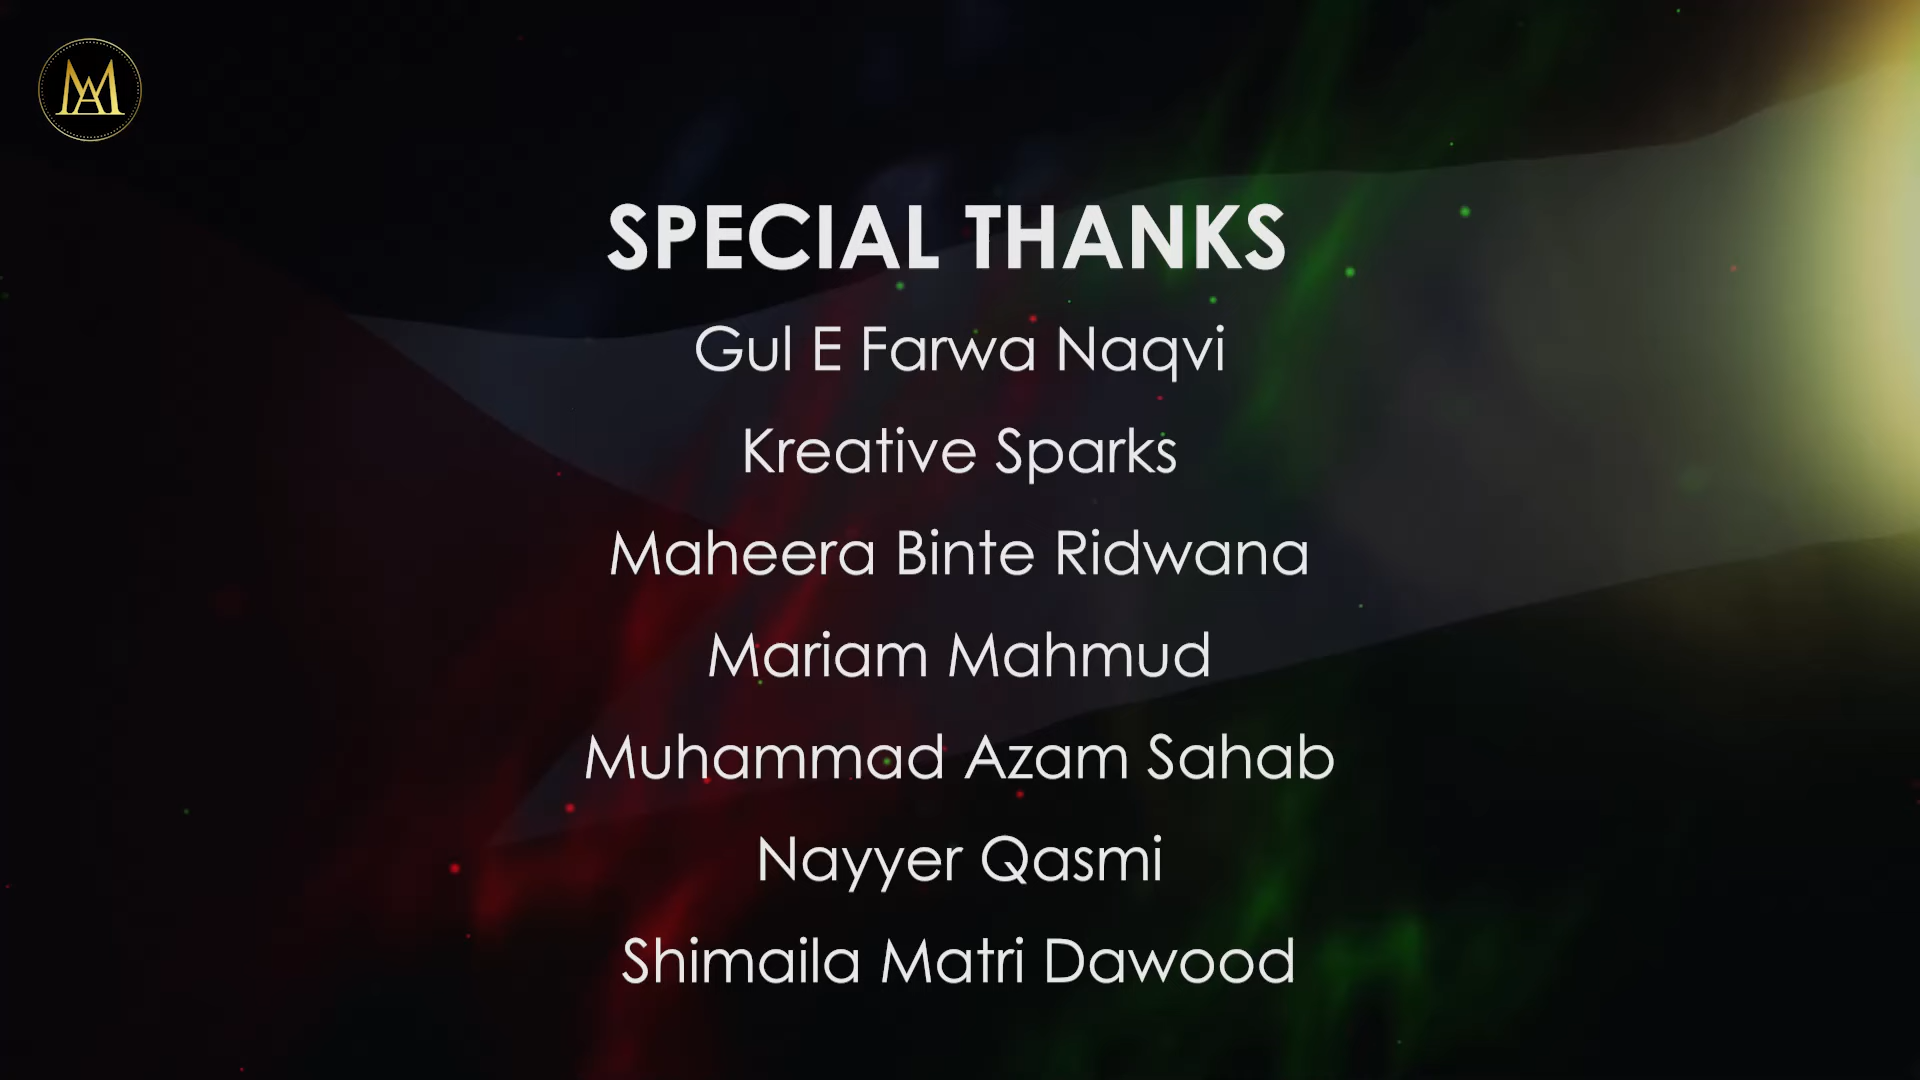 MA
SPECIAL THANKS
Gul E Farwa Naqvi
Kreative Sparks
Maheera Binte Ridwana
Mariam Mahmud
Muhammad Azam Sahab
Nayyer Qasmi
Shimaila Matri Dawood